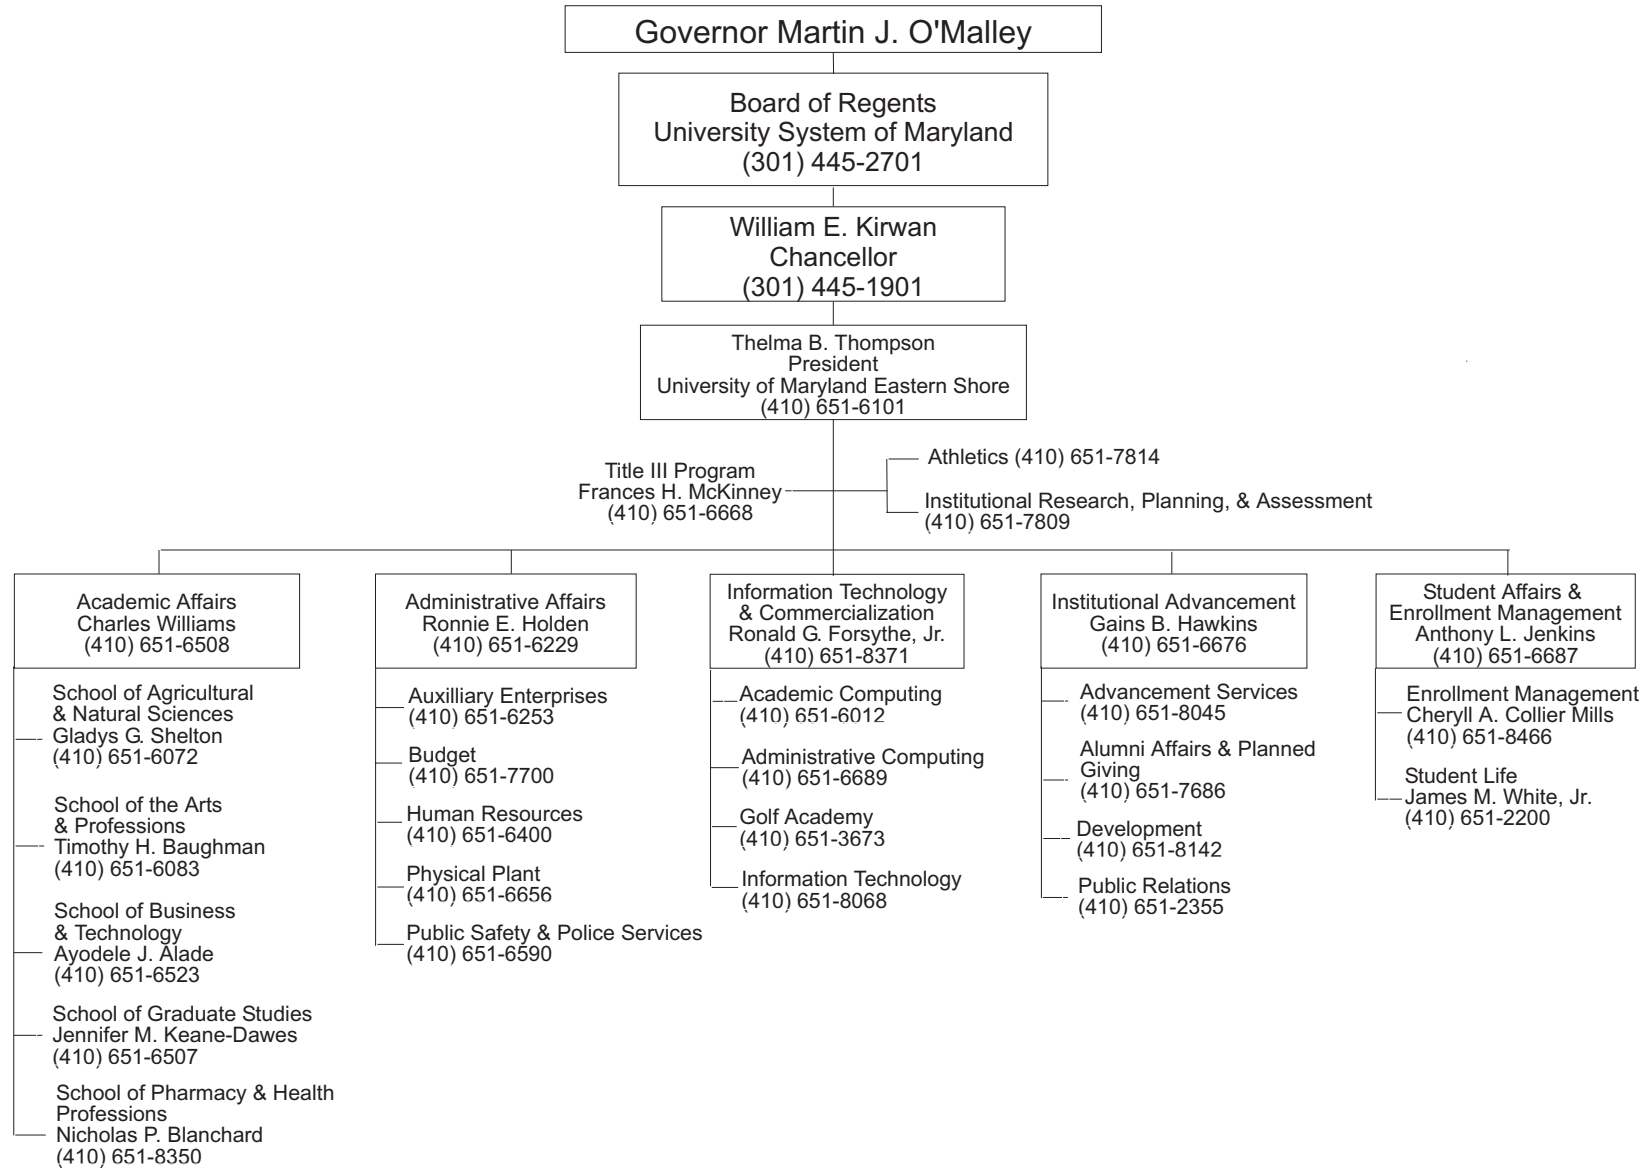 Governor Martin J. O'Malley
Board of Regents
University System of Maryland
(301) 445-2701
William E. Kirwan
Chancellor
(301) 445-1901
Thelma B. Thompson
President
University of Maryland Eastern Shore
(410) 651-6101
Title III Program
Frances H. McKinney
(410) 651-6668
Athletics (410) 651-7814
Institutional Research, Planning, & Assessment
(410) 651-7809
Academic Affairs
Charles Williams
(410) 651-6508
School of Agricultural
& Natural Sciences
Gladys G. Shelton
(410) 651-6072
School of the Arts
& Professions
Timothy H. Baughman
(410) 651-6083
School of Business
& Technology
Ayodele J. Alade
(410) 651-6523
School of Graduate Studies
Jennifer M. Keane-Dawes
(410) 651-6507
School of Pharmacy & Health
Professions
Nicholas P. Blanchard
(410) 651-8350
Administrative Affairs
Ronnie E. Holden
(410) 651-6229
Auxilliary Enterprises
(410) 651-6253
Budget
(410) 651-7700
Human Resources
(410) 651-6400
Physical Plant
(410) 651-6656
Public Safety & Police Services
(410) 651-6590
Information Technology
& Commercialization
Ronald G. Forsythe, Jr.
(410) 651-8371
Academic Computing
(410) 651-6012
Administrative Computing
(410) 651-6689
Golf Academy
(410) 651-3673
Information Technology
(410) 651-8068
Institutional Advancement
Gains B. Hawkins
(410) 651-6676
Advancement Services
(410) 651-8045
Alumni Affairs & Planned
Giving
(410) 651-7686
Development
(410) 651-8142
Public Relations
(410) 651-2355
Student Affairs &
Enrollment Management
Anthony L. Jenkins
(410) 651-6687
Enrollment Management
Cheryll A. Collier Mills
(410) 651-8466
Student Life
James M. White, Jr.
(410) 651-2200